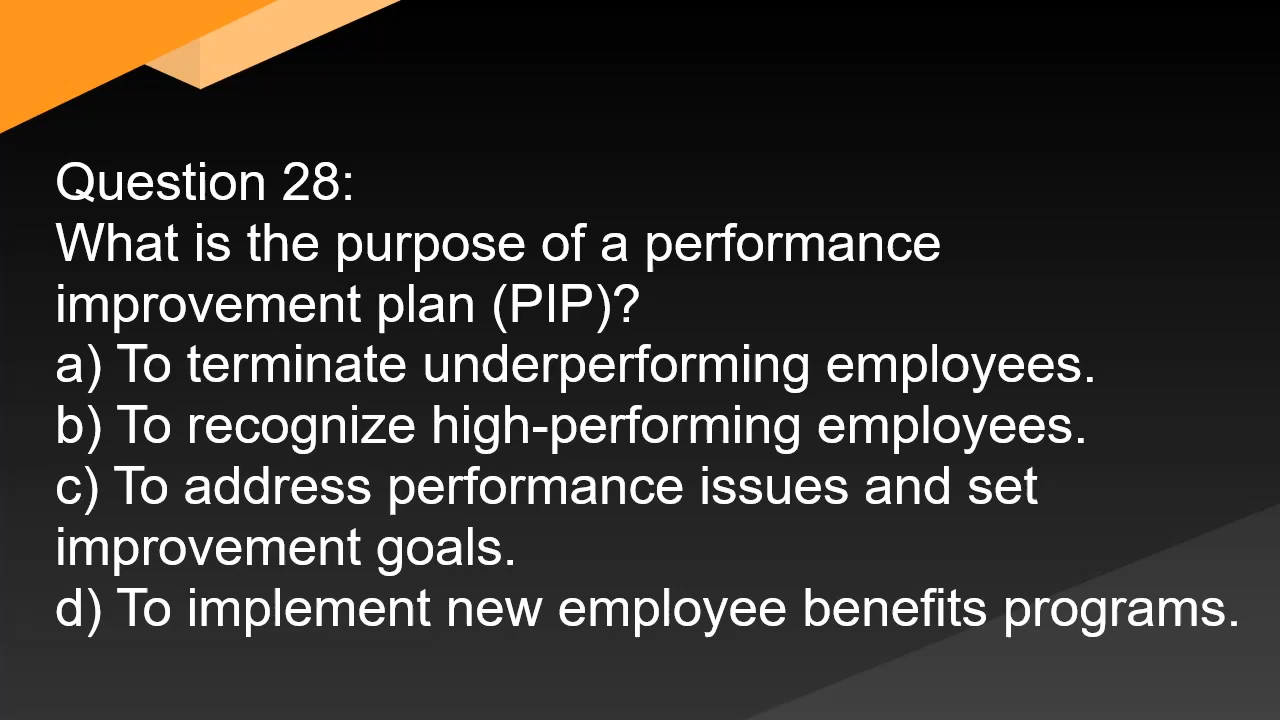 Question 28:
What is the purpose of a performance
improvement plan (PIP)?
a) To terminate underperforming employees.
b) To recognize high-performing employees.
c) To address performance issues and set
improvement goals.
d) To implement new employee benefits programs.